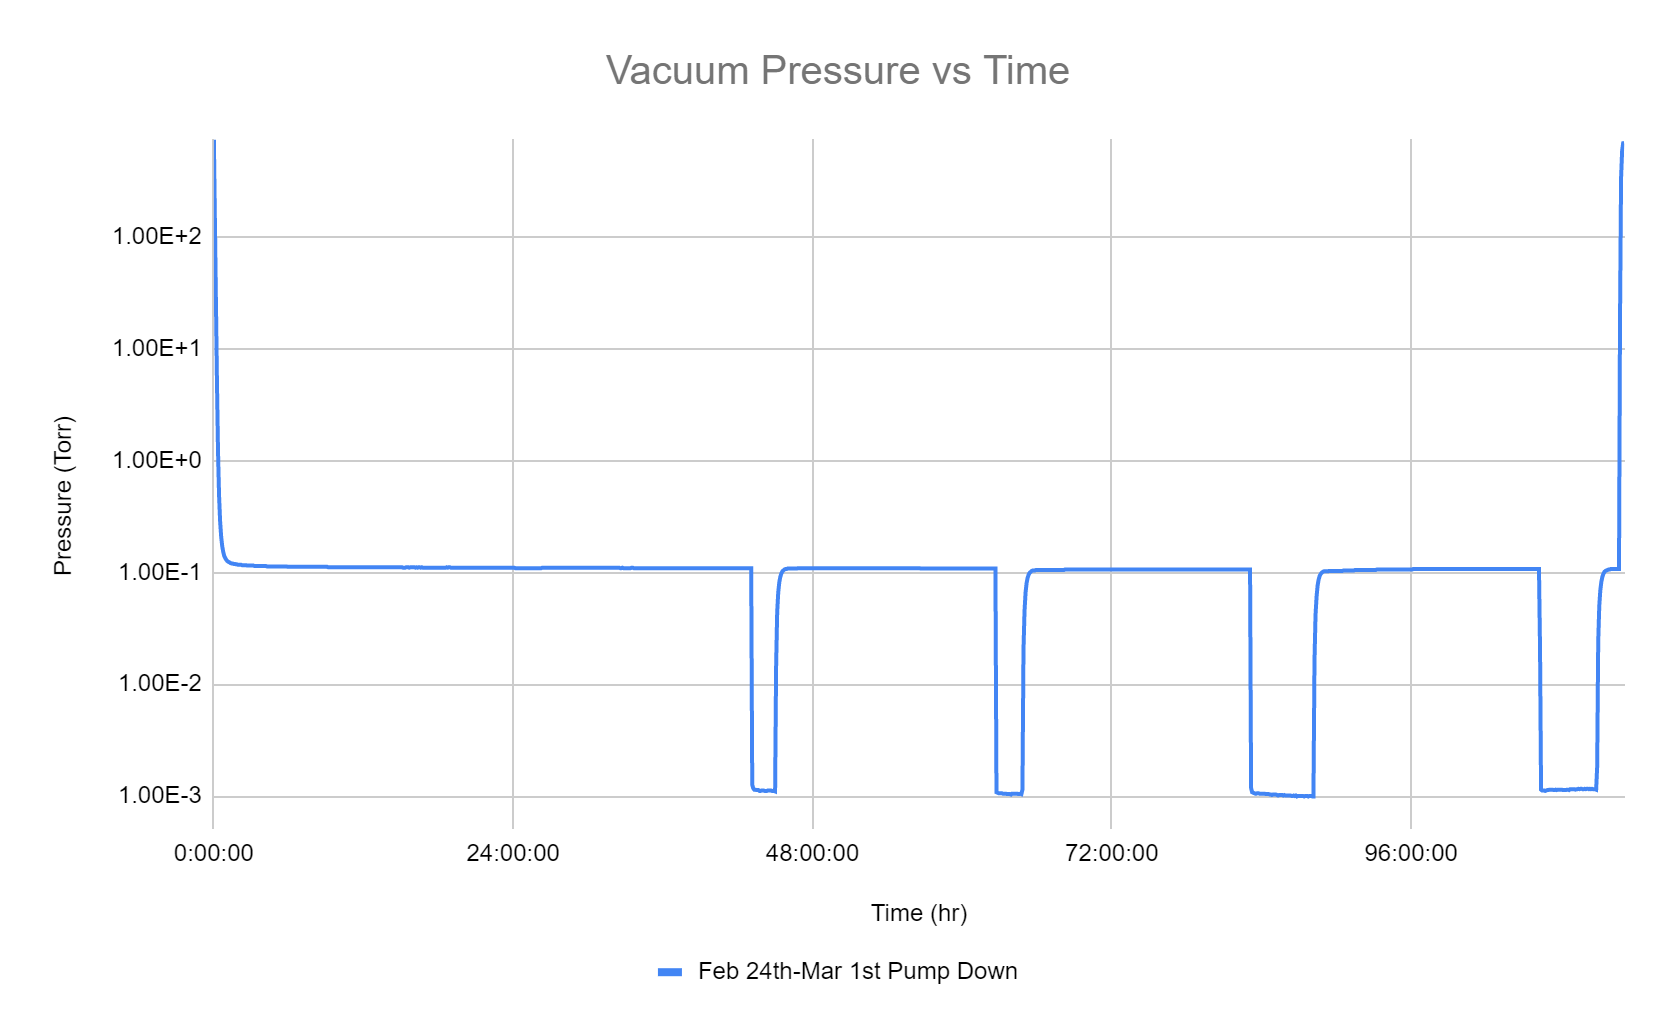 Vacuum Pressure vs Time
Pressure (Torr)
1.00E+2
1.00E+1
1.00E+0
1.00E-1
1.00E-2
1.00E-3
0:00:00
24:00:00
48:00:00
72:00:00
96:00:00
Time (hr)
Feb 24th-Mar 1st Pump Down